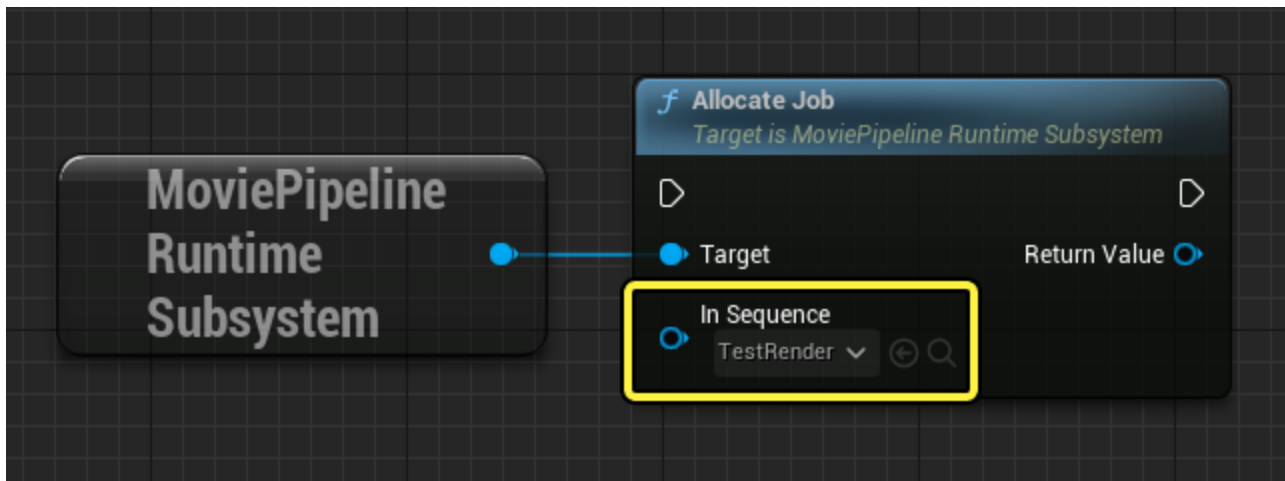 MoviePipeline
Runtime
Subsystem
f Allocate Job
Target is MoviePipeline Runtime Subsystem
Target
Return Value
In Sequence
TestRender